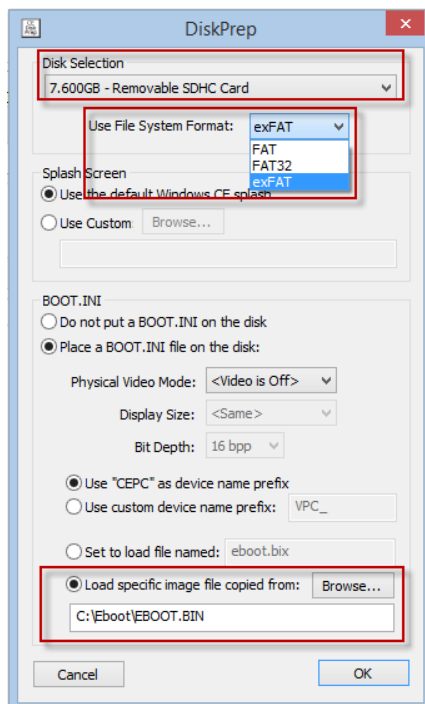 DiskPrep
Disk Selection
7.600GB - Removable SDHC Card
Use File System Format: exFAT
FAT
FAT32
exFAT
Splash Screen
Use the default Windows CE splash
Use Custom: Browse...
BOOT.INI
Do not put a BOOT.INI on the disk
Place a BOOT.INI file on the disk:
Physical Video Mode: <Video is Off>
Display Size: <Same>
Bit Depth: 16 bpp
Use "CEPC" as device name prefix
Use custom device name prefix: VPC_
Set to load file named: eboot.bix
Load specific image file copied from: Browse...
C:\Eboot\EBOOT.BIN
Cancel OK